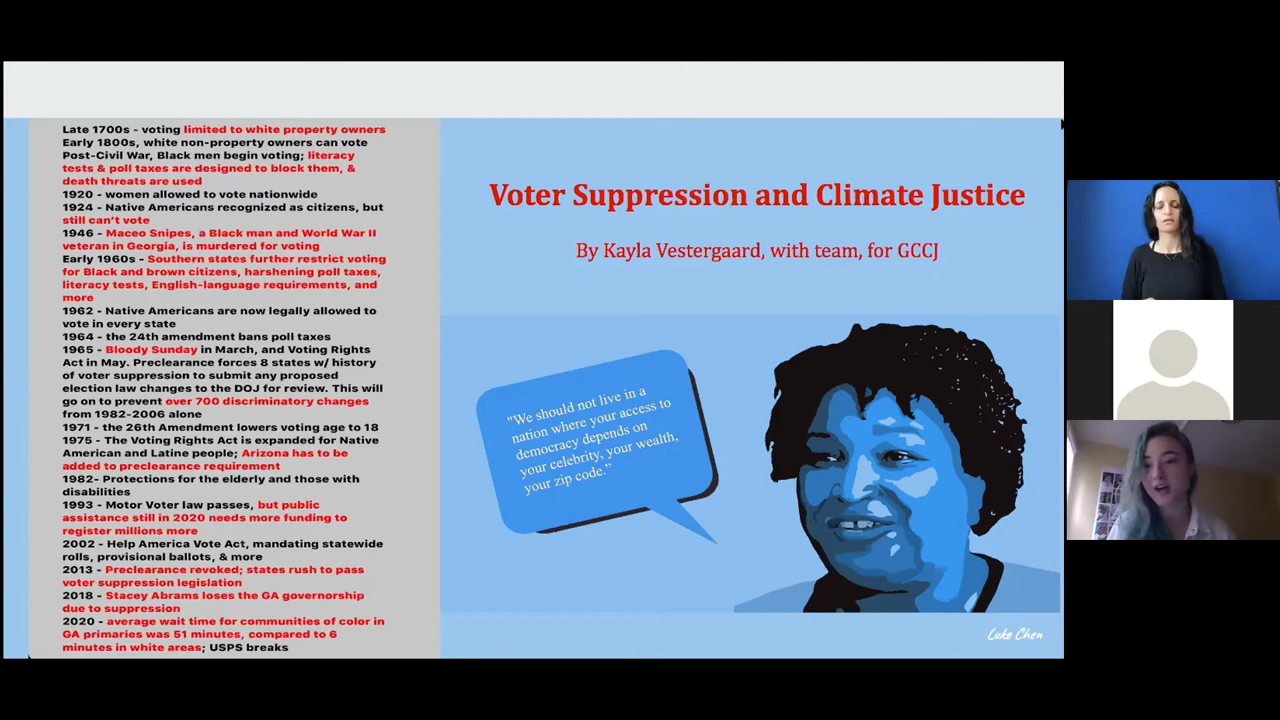 Late 1700s - voting limited to white property owners
Early 1800s, white non-property owners can vote
Post-Civil War, Black men begin voting; literacy
tests & poll taxes are designed to block them, &
death threats are used
1920 - women allowed to vote nationwide
1924 - Native Americans recognized as citizens, but
still can't vote
1946 - Maceo Snipes, a Black man and World War II
veteran in Georgia, is murdered for voting
Early 1960s - Southern states further restrict voting
for Black and brown citizens, harshening poll taxes,
literacy tests, English-language requirements, and
more
1962 - Native Americans are now legally allowed to
vote in every state
1964 - the 24th amendment bans poll taxes
1965 - Bloody Sunday in March, and Voting Rights
Act in May. Preclearance forces 8 states w/ history
of voter suppression to submit any proposed
election law changes to the DOJ for review. This will
go on to prevent over 700 discriminatory changes
from 1982-2006 alone
1971 - the 26th Amendment lowers voting age to 18
1975 - The Voting Rights Act is expanded for Native
American and Latine people; Arizona has to be
added to preclearance requirement
1982- Protections for the elderly and those with
disabilities
1993 - Motor Voter law passes, but public
assistance still in 2020 needs more funding to
register millions more
2002 - Help America Vote Act, mandating statewide
rolls, provisional ballots, & more
2013 - Preclearance revoked; states rush to pass
voter suppression legislation
2018 - Stacey Abrams loses the GA governorship
due to suppression
2020 - average wait time for communities of color in
GA primaries was 51 minutes, compared to 6
minutes in white areas; USPS breaks
Voter Suppression and Climate Justice
By Kayla Vestergaard, with team, for GCCJ
"We should not live in a
nation where your access to
democracy depends on
your celebrity, your wealth,
your zip code."
Luke Chen